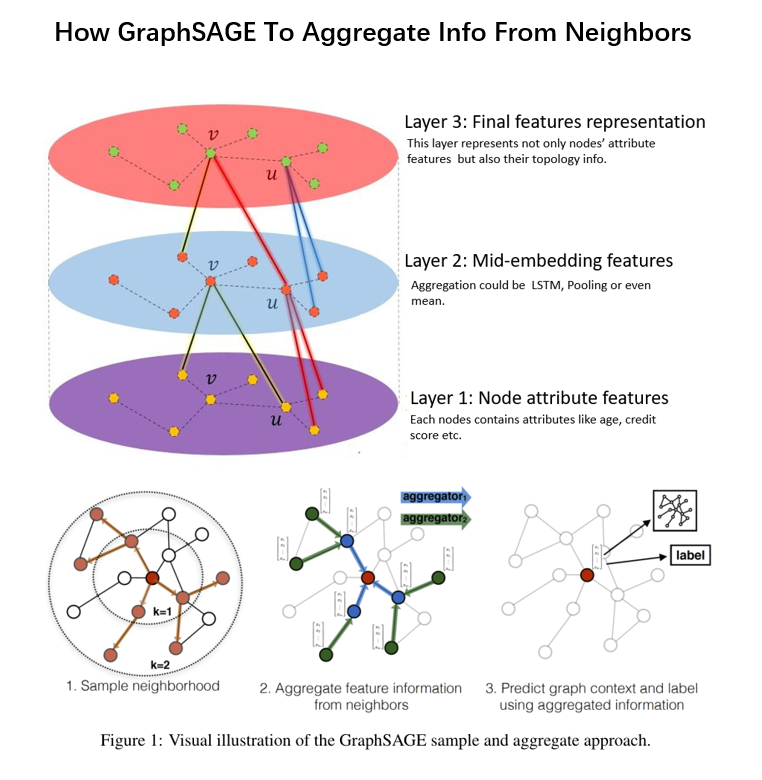 How GraphSAGE To Aggregate Info From Neighbors
Layer 3: Final features representation
This layer represents not only nodes’ attribute
features but also their topology info.
v
u
Layer 2: Mid-embedding features
Aggregation could be LSTM, Pooling or even
mean.
v
u
Layer 1: Node attribute features
Each nodes contains attributes like age, credit
score etc.
v
u
aggregator₁
aggregator₂
label
k=1
k=2
1. Sample neighborhood
2. Aggregate feature information
from neighbors
3. Predict graph context and label
using aggregated information
Figure 1: Visual illustration of the GraphSAGE sample and aggregate approach.